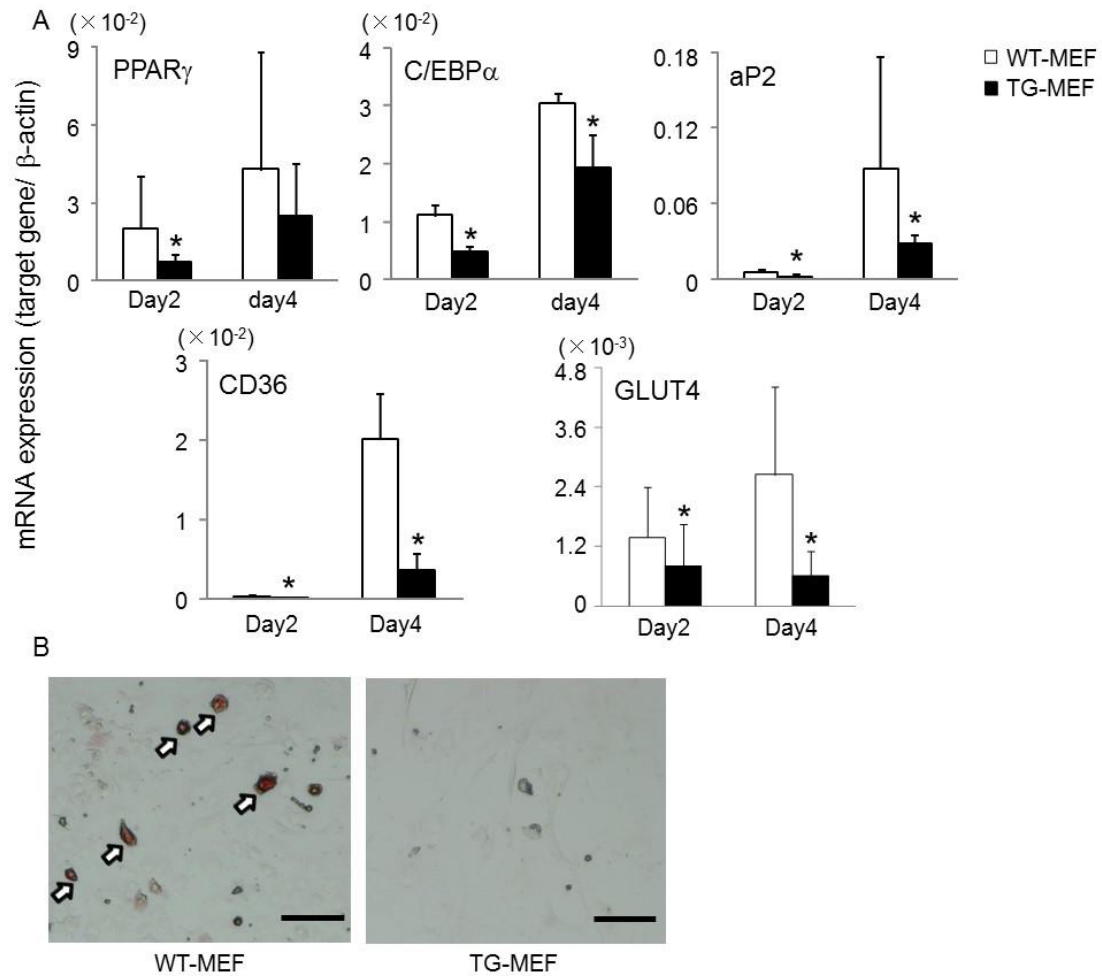 A
(×10-2)
9
6
3
0
PPARγ
*
Day2 day4
(×10-2)
4
3
2
1
0
C/EBPα
*
*
Day2 day4
0.18
0.12
0.06
0
aP2
*
*
Day2 Day4
WT-MEF
TG-MEF
mRNA expression (target gene/ β-actin)
(×10-2)
3
2
1
0
CD36
*
*
Day2 Day4
(×10-3)
4.8
3.6
2.4
1.2
0
GLUT4
*
*
Day2 Day4
B
WT-MEF TG-MEF